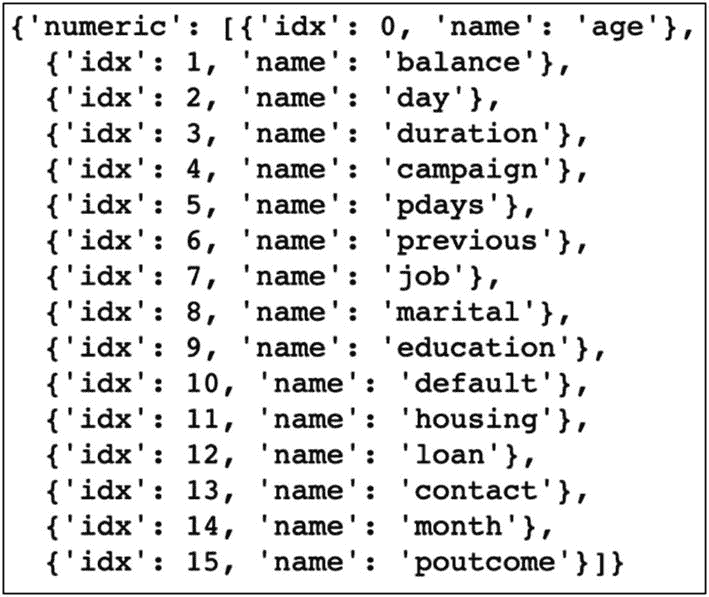 {'numeric': [{'idx': 0, 'name': 'age'},
{'idx': 1, 'name': 'balance'},
{'idx': 2, 'name': 'day'},
{'idx': 3, 'name': 'duration'},
{'idx': 4, 'name': 'campaign'},
{'idx': 5, 'name': 'pdays'},
{'idx': 6, 'name': 'previous'},
{'idx': 7, 'name': 'job'},
{'idx': 8, 'name': 'marital'},
{'idx': 9, 'name': 'education'},
{'idx': 10, 'name': 'default'},
{'idx': 11, 'name': 'housing'},
{'idx': 12, 'name': 'loan'},
{'idx': 13, 'name': 'contact'},
{'idx': 14, 'name': 'month'},
{'idx': 15, 'name': 'poutcome'}]}